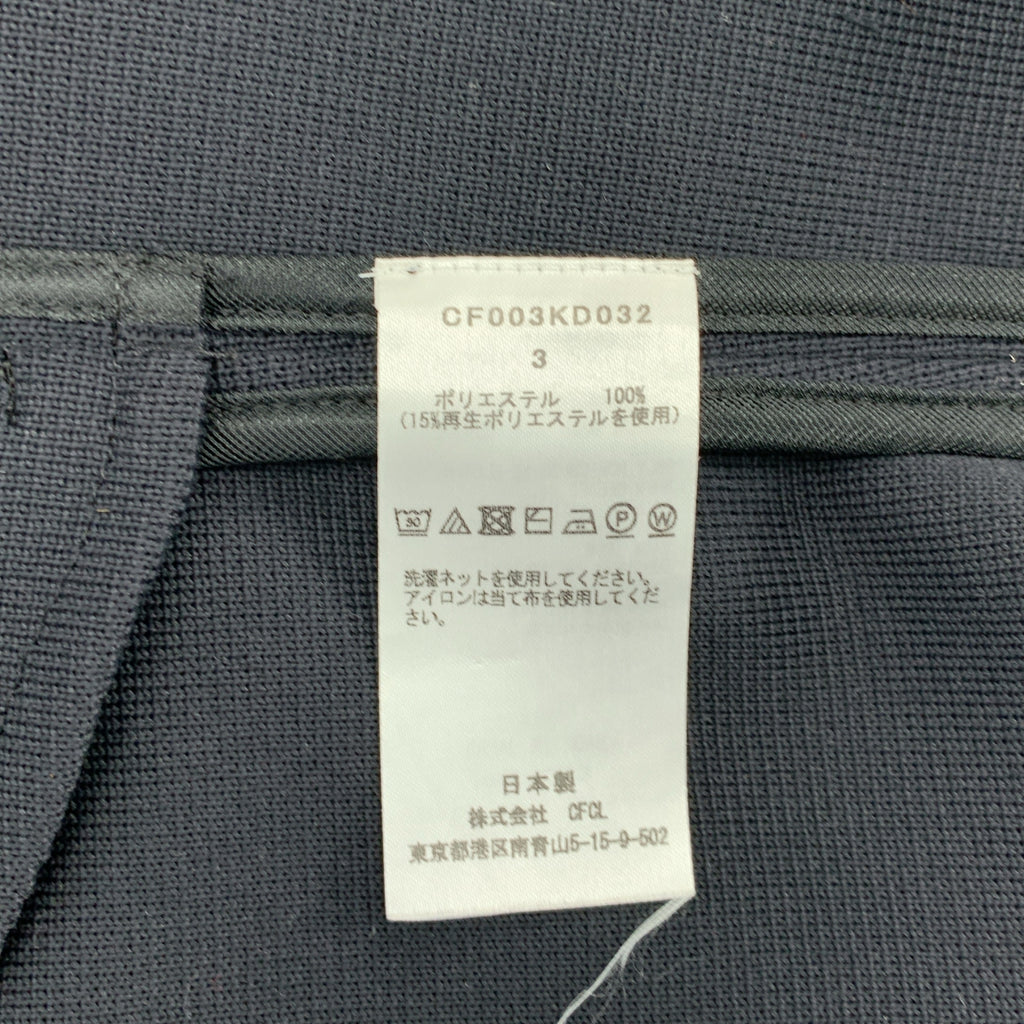 CF003KD032
3
ポリエステル 100%
(15%再生ポリエステルを使用)
30
P W
洗濯ネットを使用してください。
アイロンは当て布を使用してくだ
さい。
日本製
株式会社 CFCL
東京都港区南青山5-15-9-502